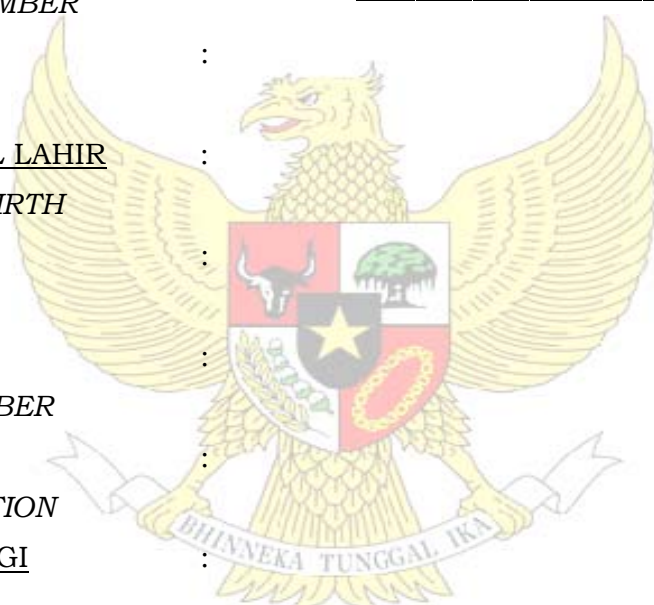 MBER
:
L LAHIR :
IRTH
:
:
BER
:
TION
BHINNEKA TUNGGAL IKA
GI :